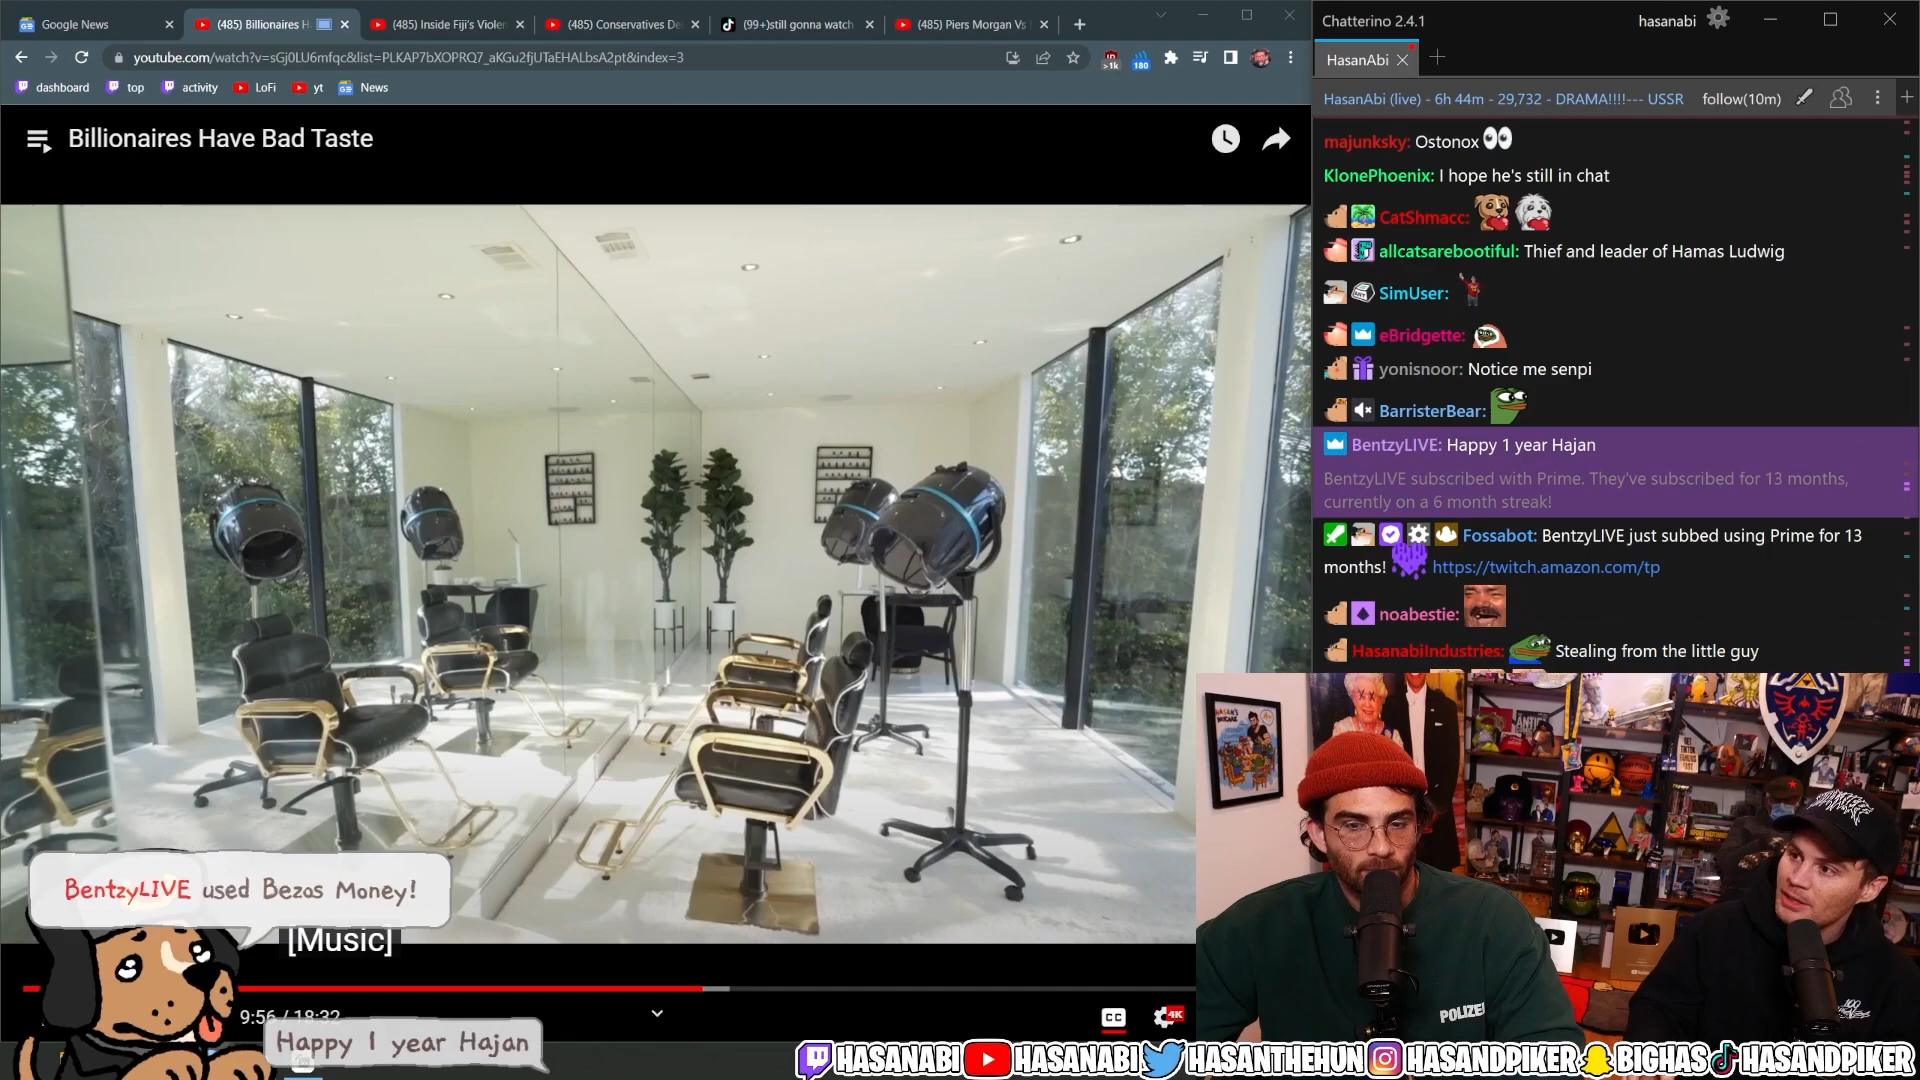 Google News
(485) Billionaires H
(485) Inside Fiji's Violen
(485) Conservatives De
(99+)still gonna watch
(485) Piers Morgan Vs
youtube.com/watch?v=sGj0LU6mfqc&list=PLKAP7bXOPRQ7_aKGu2fjUTaEHALbsA2pt&index=3
>1k
180
dashboard
top
activity
LoFi
yt
News
Billionaires Have Bad Taste
BentzyLIVE used Bezos Money!
[Music]
9:56 / 18:32
CC
4K
Happy 1 year Hajan
Chatterino 2.4.1
hasanabi
HasanAbi
HasanAbi (live) - 6h 44m - 29,732 - DRAMA!!!!--- USSR
follow(10m)
majunksky: Ostonox
KlonePhoenix: I hope he's still in chat
CatShmacc:
allcatsarebootiful: Thief and leader of Hamas Ludwig
SimUser:
eBridgette:
yonisnoor: Notice me senpi
BarristerBear:
BentzyLIVE: Happy 1 year Hajan
BentzyLIVE subscribed with Prime. They've subscribed for 13 months,
currently on a 6 month streak!
Fossabot: BentzyLIVE just subbed using Prime for 13
months! https://twitch.amazon.com/tp
noabestie:
HasanabiIndustries: Stealing from the little guy
POLIZEI
HASANABI
HASANABI
HASANTHEHUN
HASANDPIKER
BIGHAS
HASANDPIKER